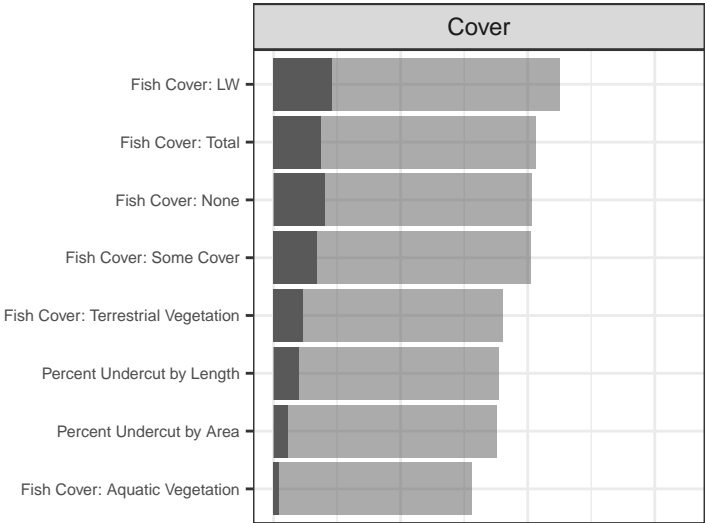 Cover
Fish Cover: LW
Fish Cover: Total
Fish Cover: None
Fish Cover: Some Cover
Fish Cover: Terrestrial Vegetation
Percent Undercut by Length
Percent Undercut by Area
Fish Cover: Aquatic Vegetation